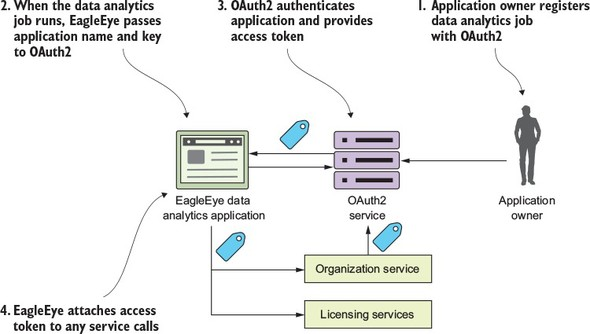 2. When the data analytics
job runs, EagleEye passes
application name and key
to OAuth2
3. OAuth2 authenticates
application and provides
access token
1. Application owner registers
data analytics job
with OAuth2
EagleEye data
analytics application
OAuth2
service
Application
owner
Organization service
Licensing services
4. EagleEye attaches access
token to any service calls